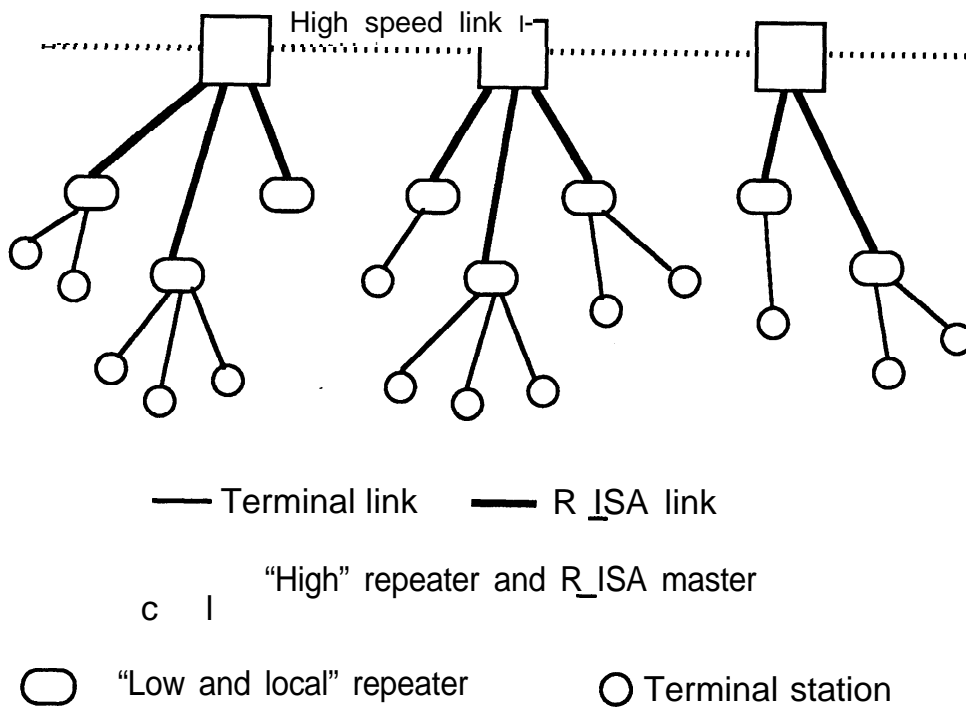 High speed link I-
Terminal link R_ISA link
“High” repeater and R_ISA master
c I
“Low and local” repeater Terminal station